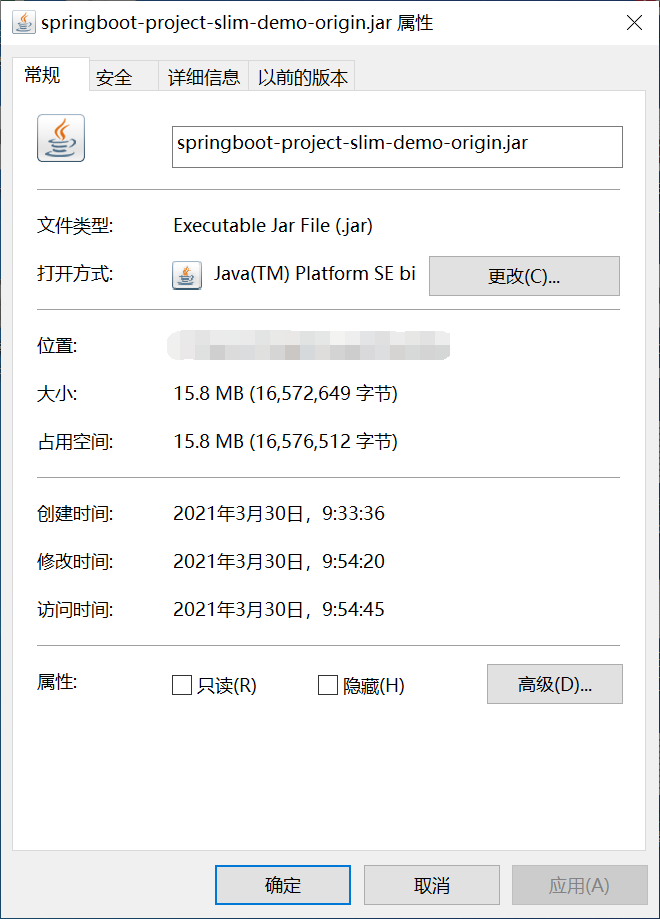 springboot-project-slim-demo-origin.jar 属性
常规 安全 详细信息 以前的版本
springboot-project-slim-demo-origin.jar
文件类型: Executable Jar File (.jar)
打开方式: Java(TM) Platform SE bi 更改(C)...
位置:
大小: 15.8 MB (16,572,649 字节)
占用空间: 15.8 MB (16,576,512 字节)
创建时间: 2021年3月30日，9:33:36
修改时间: 2021年3月30日，9:54:20
访问时间: 2021年3月30日，9:54:45
属性: 只读(R) 隐藏(H) 高级(D)...
确定 取消 应用(A)